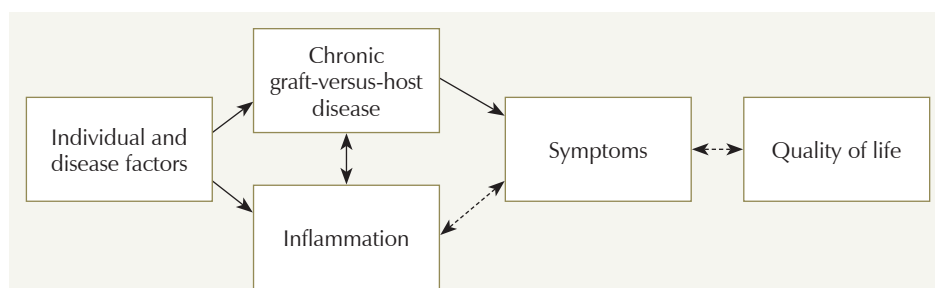 Individual and
disease factors
Chronic
graft-versus-host
disease
Inflammation
Symptoms
Quality of life